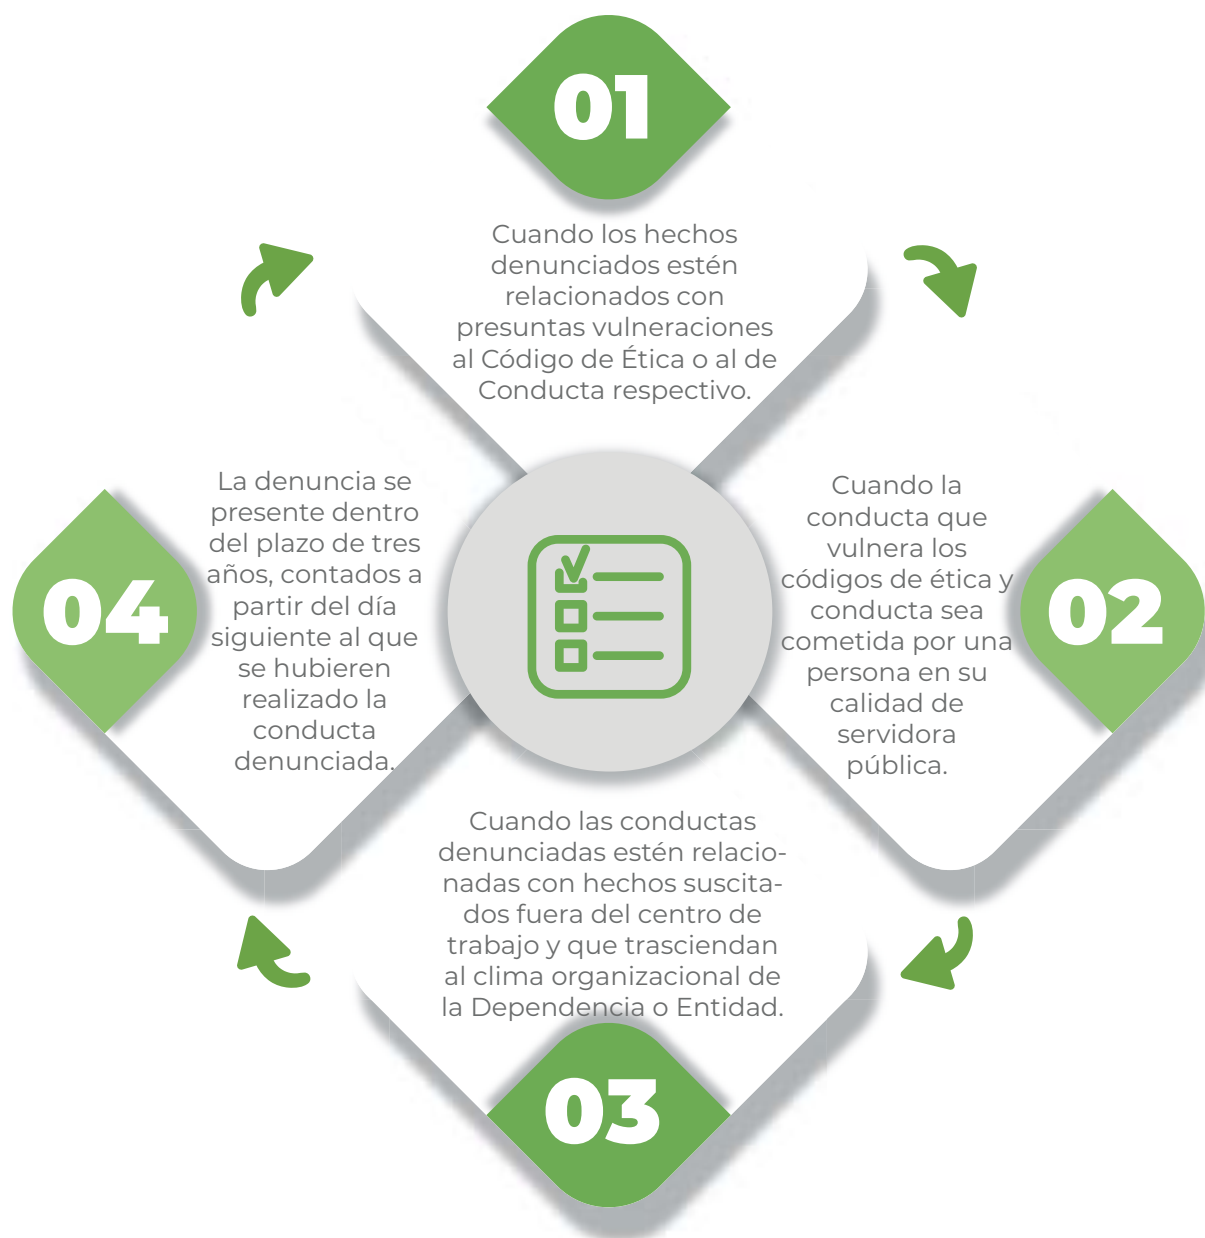 01
Cuando los hechos
denunciados estén
relacionados con
presuntas vulneraciones
al Código de Ética o al de
Conducta respectivo.
02
Cuando la
conducta que
vulnera los
códigos de ética y
conducta sea
cometida por una
persona en su
calidad de
servidora
pública.
03
Cuando las conductas
denunciadas estén relacio-
nadas con hechos suscita-
dos fuera del centro de
trabajo y que trasciendan
al clima organizacional de
la Dependencia o Entidad.
04
La denuncia se
presente dentro
del plazo de tres
años, contados a
partir del día
siguiente al que
se hubieren
realizado la
conducta
denunciada.